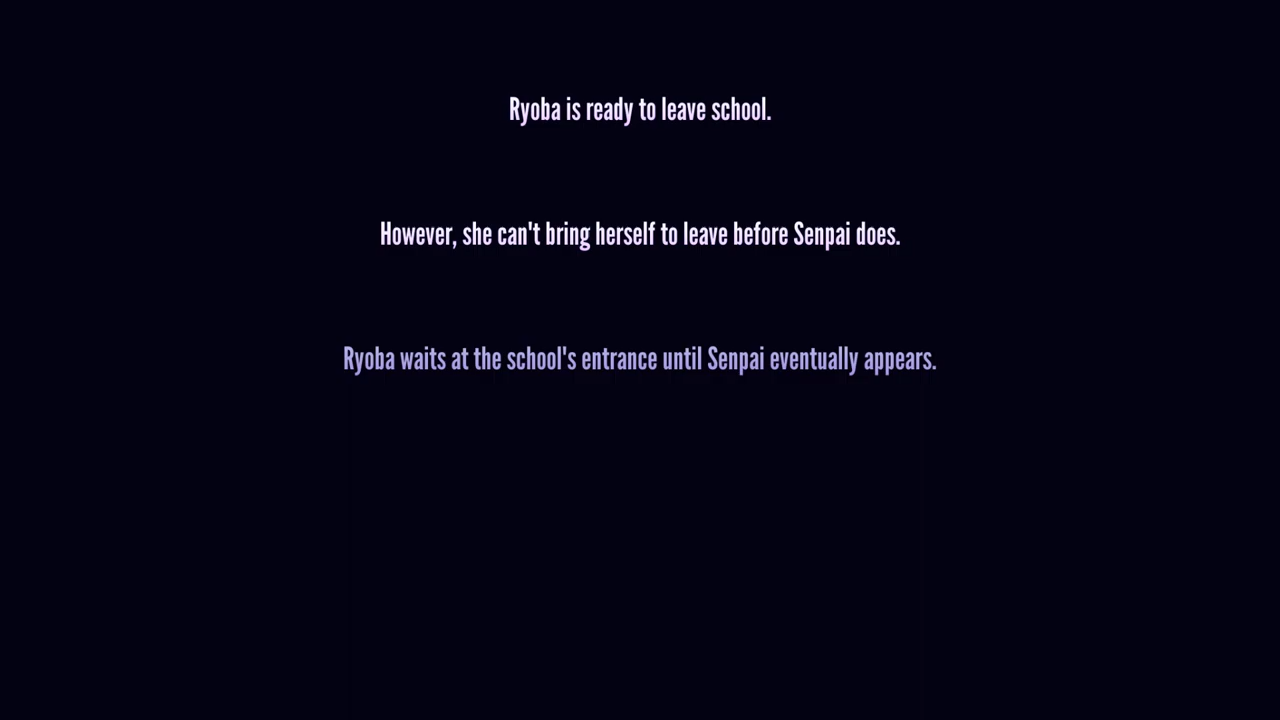 Ryoba is ready to leave school.
However, she can't bring herself to leave before Senpai does.
Ryoba waits at the school's entrance until Senpai eventually appears.